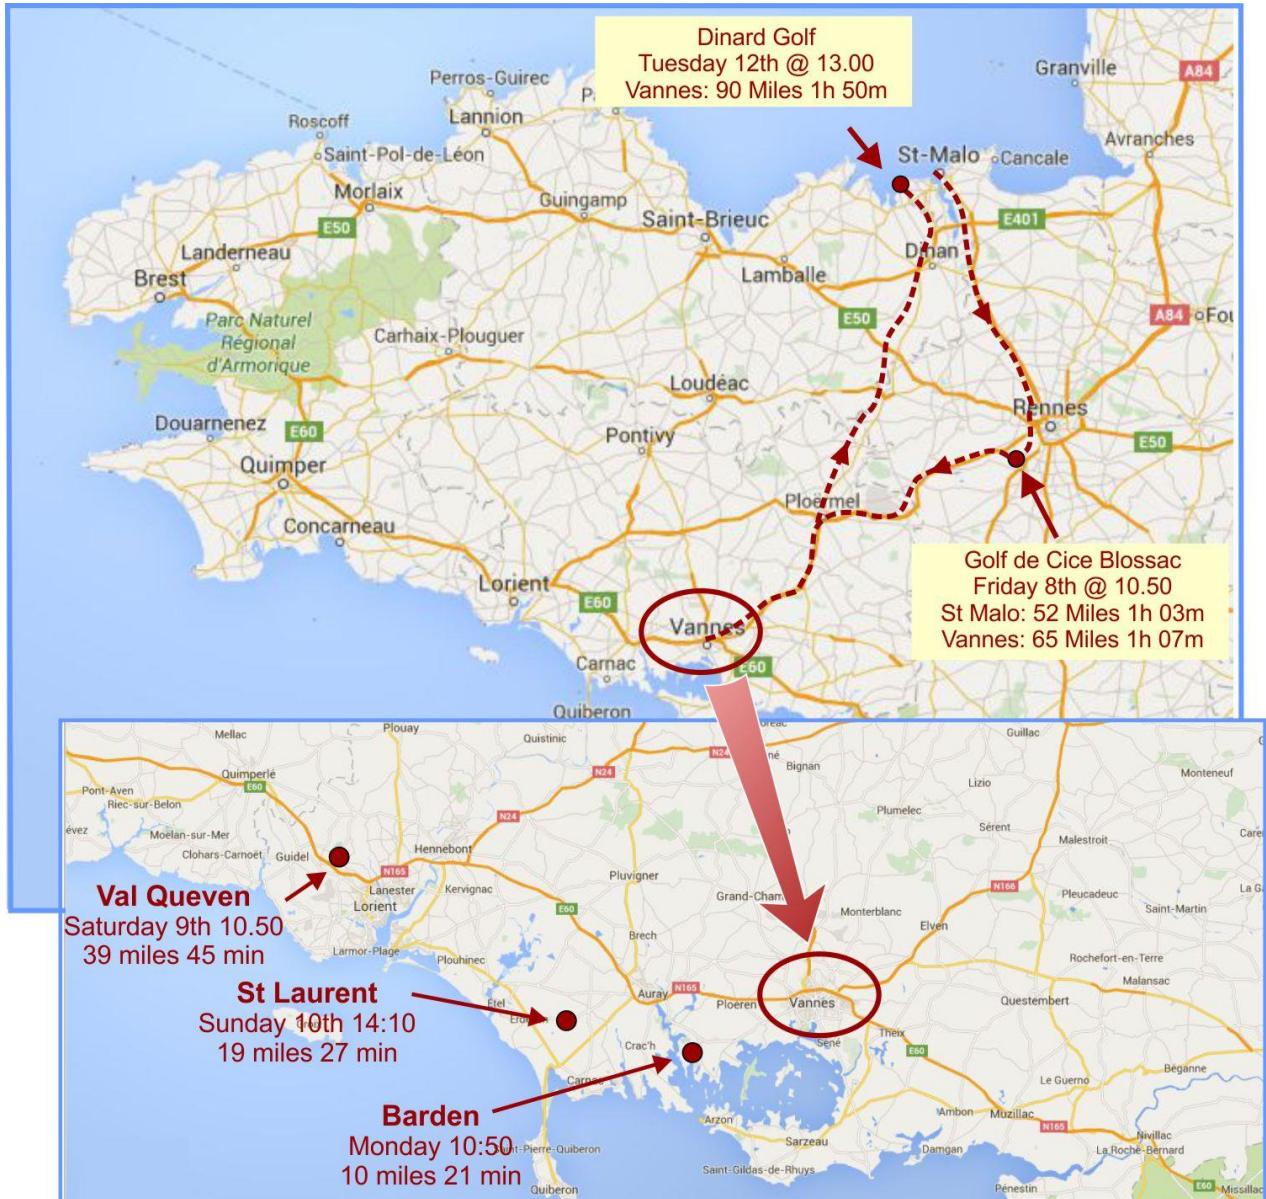 Dinard Golf
Tuesday 12th @ 13.00
Vannes: 90 Miles 1h 50m
Granville
A84
Perros-Guirec
Lannion
Roscoff
Saint-Pol-de-Léon
Avranches
St-Malo
Cancale
Morlaix
Guingamp
Saint-Brieuc
E401
E50
Landerneau
Dinan
Lamballe
Brest
Parc Naturel
Régional
d'Armorique
E50
A84
Carhaix-Plouguer
Loudéac
Rennes
Douarnenez
E60
Pontivy
E50
Quimper
Ploërmel
Concarneau
Golf de Cice Blossac
Friday 8th @ 10.50
St Malo: 52 Miles 1h 03m
Vannes: 65 Miles 1h 07m
Lorient
E60
Vannes
Carnac
E60
Quiberon
Mellac
Plouay
Quistinic
N24
Guillac
Bignan
Quimperlé
E60
N24
Lizio
Monteneuf
Pont-Aven
Riec-sur-Belon
Plumelec
N24
Sérent
Moelan-sur-Mer
Malestroit
Clohars-Carnoët
Guidel
Hennebont
N165
Pluvigner
Val Queven
Saturday 9th 10.50
39 miles 45 min
Lanester
Kervignac
Lorient
N166
Pleucadeuc
Saint-Martin
E60
Monterblanc
Elven
Brech
Larmor-Plage
Plouhinec
Rochefort-en-Terre
Malansac
St Laurent
Sunday 10th 14:10
19 miles 27 min
Étel
Auray
N165
Ploeren
Vannes
Questembert
Theix
Séné
E60
Crac'h
Béganne
Le Guerno
Barden
Monday 10:50
10 miles 21 min
Arzon
Ambon
Muzillac
N165
Nivillac
Sarzeau
Damgan
La Roche-Bernard
Saint-Pierre-Quiberon
Saint-Gildas-de-Rhuys
Quiberon
Pénestin
E60
Missillac